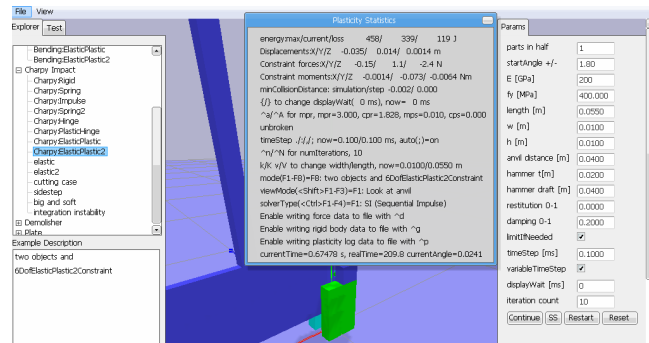 File View
Explorer Test
Bending:ElasticPlastic
Bending:ElasticPlastic2
Charpy Impact
Charpy:Rigid
Charpy:Spring
Charpy:Impulse
Charpy:Spring2
Charpy:Hinge
Charpy:PlasticHinge
Charpy:ElasticPlastic
Charpy:ElasticPlastic2
elastic
elastic2
cutting case
sidestep
big and soft
integration instability
Demolisher
Plate
Example Description
two objects and
6DofElasticPlastic2Constraint
Plasticity Statistics
energy:max/current/loss 458/ 339/ 119 J
Displacements:X/Y/Z -0.035/ 0.014/ 0.0014 m
Constraint forces:X/Y/Z -0.15/ 1.1/ -2.4 N
Constraint moments:X/Y/Z -0.0014/ -0.073/ -0.0064 Nm
minCollisionDistance: simulation/step -0.002/ 0.000
{/} to change displayWait( 0 ms), now= 0 ms
^a/^A for mpr, mpr=3.000, cpr=1.828, mps=0.010, cps=0.000
unbroken
timeStep ./:/,/; now=0.100/0.100 ms, auto(;)=on
^n/^N for numIterations, 10
k/K v/V to change width/length, now=0.0100/0.0550 m
mode(F1-F8)=F8: two objects and 6DofElasticPlastic2Constraint
viewMode(<Shift>F1-F3)=F1: Look at anvil
solverType(<Ctrl>F1-F4)=F1: SI (Sequential Impulse)
Enable writing force data to file with ^d
Enable writing rigid body data to file with ^g
Enable writing plasticity log data to file with ^p
currentTime=0.67478 s, realTime=209.8 currentAngle=0.0241
Params
parts in half 1
startAngle +/- 1.80
E [GPa] 200
fy [MPa] 400.000
length [m] 0.0550
w [m] 0.0100
h [m] 0.0100
anvil distance [m] 0.0400
hammer t[m] 0.0200
hammer draft [m] 0.0400
restitution 0-1 0.0000
damping 0-1 0.2000
limitIfNeeded
timeStep [ms] 0.1000
variableTimeStep
displayWait [ms] 0
iteration count 10
Continue SS Restart Reset